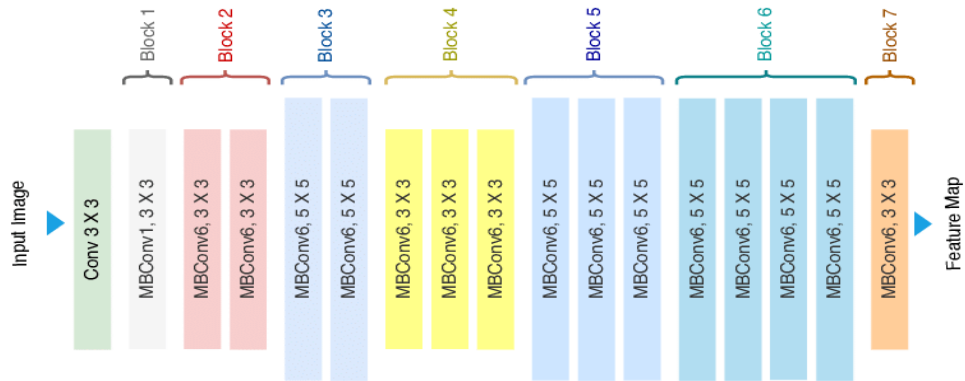 Block 1
Block 2
Block 3
Block 4
Block 5
Block 6
Block 7
Input Image
Conv 3 X 3
MBConv1, 3 X 3
MBConv6, 3 X 3
MBConv6, 3 X 3
MBConv6, 5 X 5
MBConv6, 5 X 5
MBConv6, 3 X 3
MBConv6, 3 X 3
MBConv6, 3 X 3
MBConv6, 5 X 5
MBConv6, 5 X 5
MBConv6, 5 X 5
MBConv6, 5 X 5
MBConv6, 5 X 5
MBConv6, 5 X 5
MBConv6, 5 X 5
MBConv6, 3 X 3
Feature Map